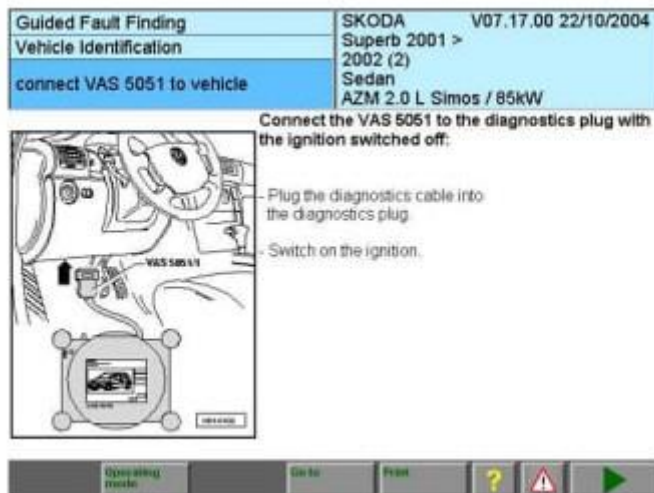 Guided Fault Finding
Vehicle Identification
connect VAS 5051 to vehicle
SKODA V07.17.00 22/10/2004
Superb 2001 >
2002 (2)
Sedan
AZM 2.0 L Simos / 85kW
Connect the VAS 5051 to the diagnostics plug with
the ignition switched off:
- Plug the diagnostics cable into
the diagnostics plug.
- Switch on the ignition.
VAS 5051/1
Operating
mode
Go to
Print
?